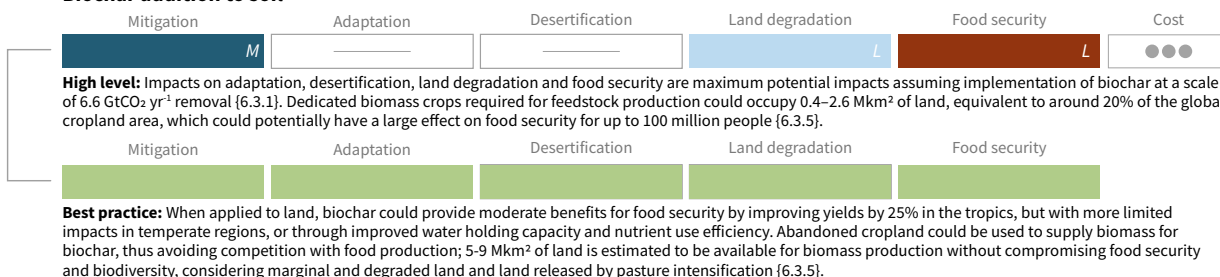 Biochar addition to soil
Mitigation Adaptation Desertification Land degradation Food security Cost
M L L
High level: Impacts on adaptation, desertification, land degradation and food security are maximum potential impacts assuming implementation of biochar at a scale
of 6.6 GtCO₂ yr⁻¹ removal {6.3.1}. Dedicated biomass crops required for feedstock production could occupy 0.4–2.6 Mkm² of land, equivalent to around 20% of the global
cropland area, which could potentially have a large effect on food security for up to 100 million people {6.3.5}.
Mitigation Adaptation Desertification Land degradation Food security
Best practice: When applied to land, biochar could provide moderate benefits for food security by improving yields by 25% in the tropics, but with more limited
impacts in temperate regions, or through improved water holding capacity and nutrient use efficiency. Abandoned cropland could be used to supply biomass for
biochar, thus avoiding competition with food production; 5-9 Mkm² of land is estimated to be available for biomass production without compromising food security
and biodiversity, considering marginal and degraded land and land released by pasture intensification {6.3.5}.